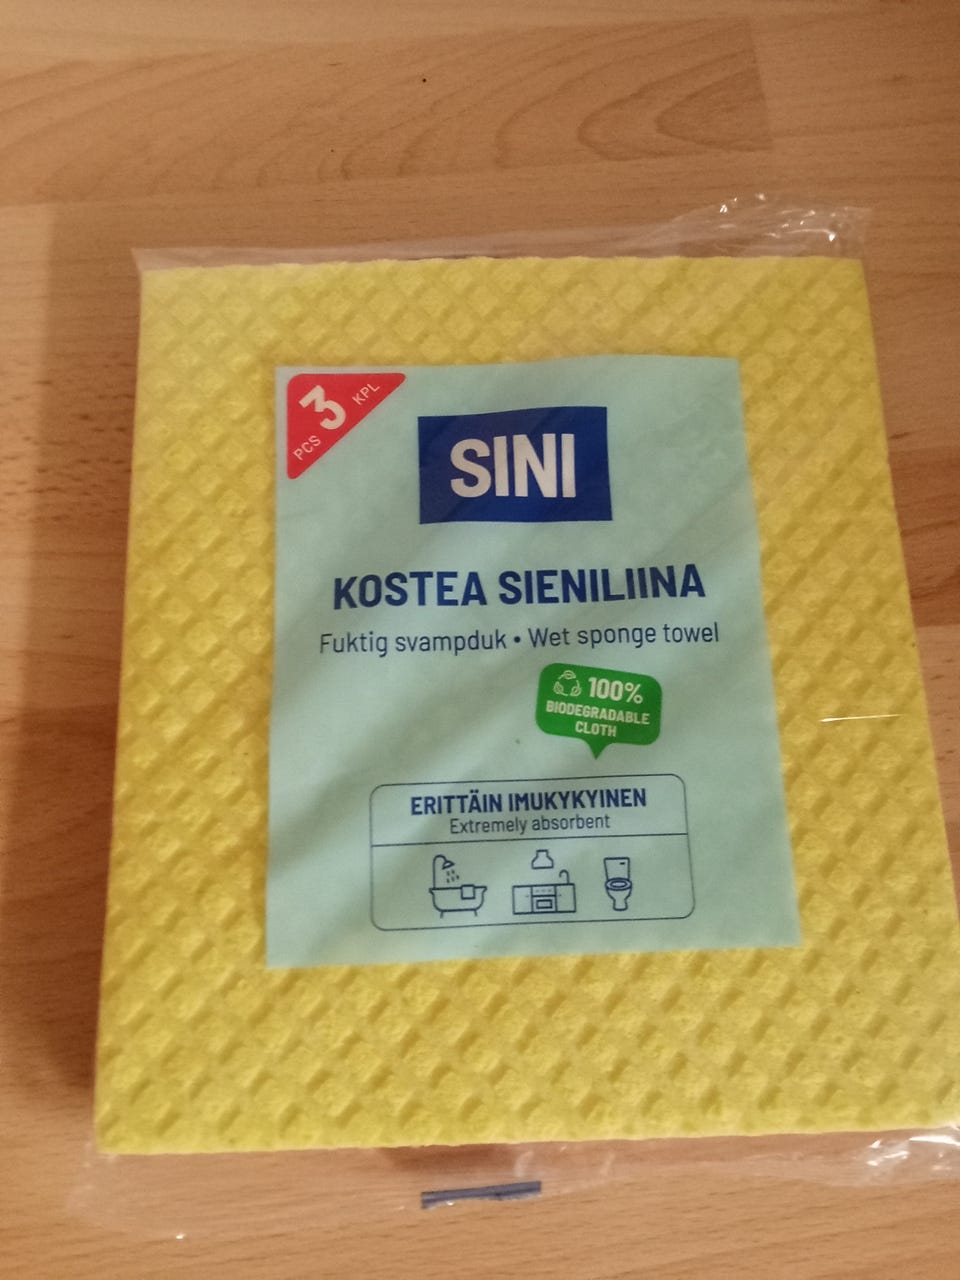 PCS 3 KPL
SINI
KOSTEA SIENILIINA
Fuktig svampduk • Wet sponge towel
100%
BIODEGRADABLE
CLOTH
ERITTÄIN IMUKYKYINEN
Extremely absorbent